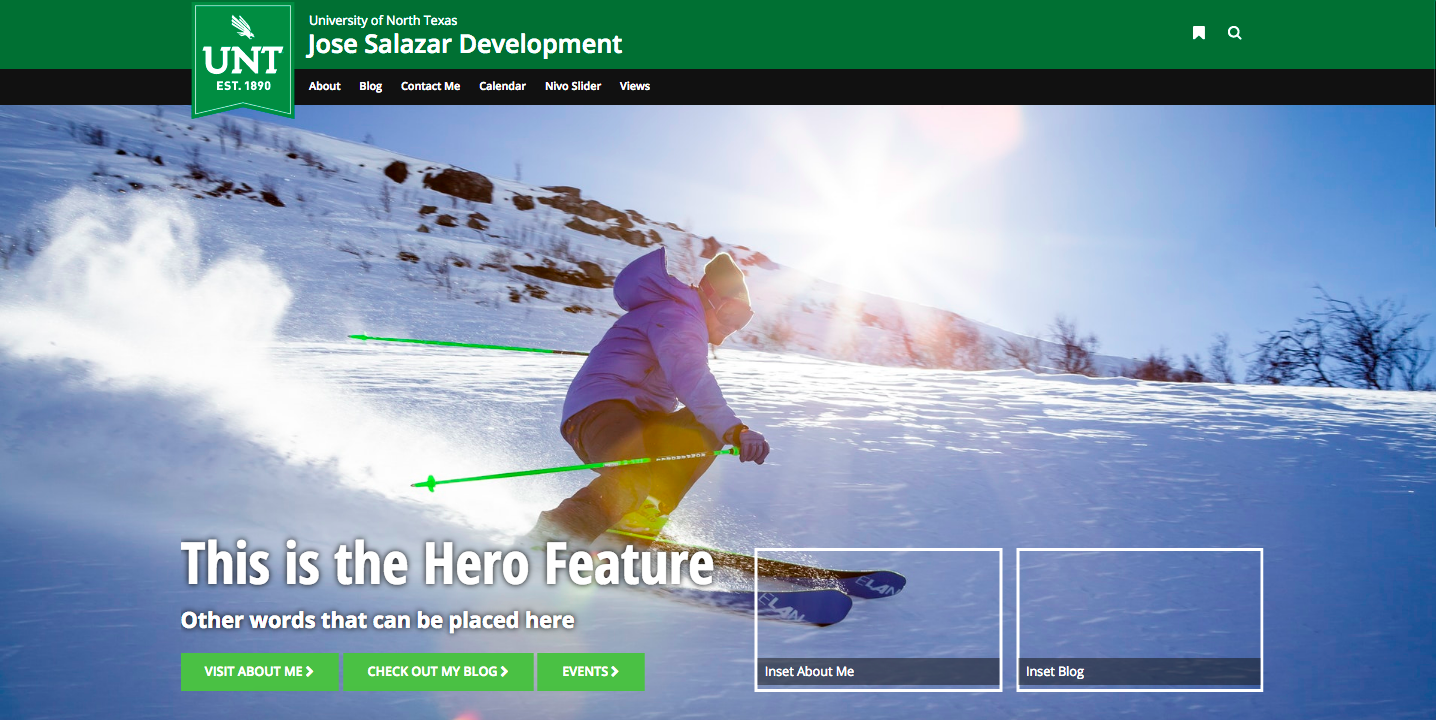 University of North Texas
Jose Salazar Development
UNT
EST. 1890
About Blog Contact Me Calendar Nivo Slider Views
This is the Hero Feature
Other words that can be placed here
VISIT ABOUT ME CHECK OUT MY BLOG EVENTS
ELAN
ELAN
Inset About Me Inset Blog